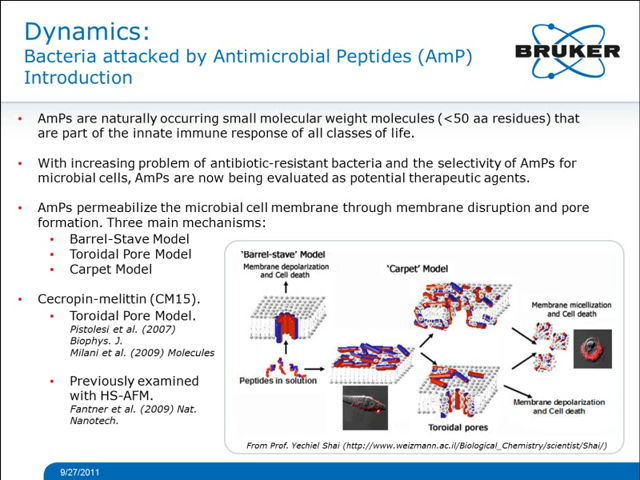 Dynamics:
Bacteria attacked by Antimicrobial Peptides (AmP)
Introduction
BRUKER
• AmPs are naturally occurring small molecular weight molecules (<50 aa residues) that
are part of the innate immune response of all classes of life.
• With increasing problem of antibiotic-resistant bacteria and the selectivity of AmPs for
microbial cells, AmPs are now being evaluated as potential therapeutic agents.
• AmPs permeabilize the microbial cell membrane through membrane disruption and pore
formation. Three main mechanisms:
• Barrel-Stave Model
• Toroidal Pore Model
• Carpet Model
• Cecropin-melittin (CM15).
• Toroidal Pore Model.
Pistolesi et al. (2007)
Biophys. J.
Milani et al. (2009) Molecules
• Previously examined
with HS-AFM.
Fantner et al. (2009) Nat.
Nanotech.
'Barrel-stave' Model
Membrane depolarization
and Cell death
Peptides in solution
'Carpet' Model
Toroidal pores
Membrane micellization
and Cell death
Membrane depolarization
and Cell death
From Prof. Yechiel Shai (http://www.weizmann.ac.il/Biological_Chemistry/scientist/Shai/)
9/27/2011